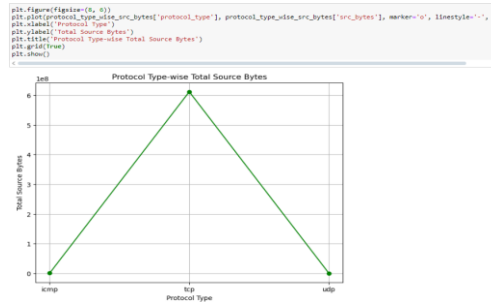 plt.figure(figsize=(8, 6))
plt.plot(protocol_type_wise_src_bytes['protocol_type'], protocol_type_wise_src_bytes['src_bytes'], marker='o', linestyle='-',
plt.xlabel('Protocol Type')
plt.ylabel('Total Source Bytes')
plt.title('Protocol Type-wise Total Source Bytes')
plt.grid(True)
plt.show()
1e8
Protocol Type-wise Total Source Bytes
6
5
4
3
2
1
0
Total Source Bytes
icmp
tcp
udp
Protocol Type